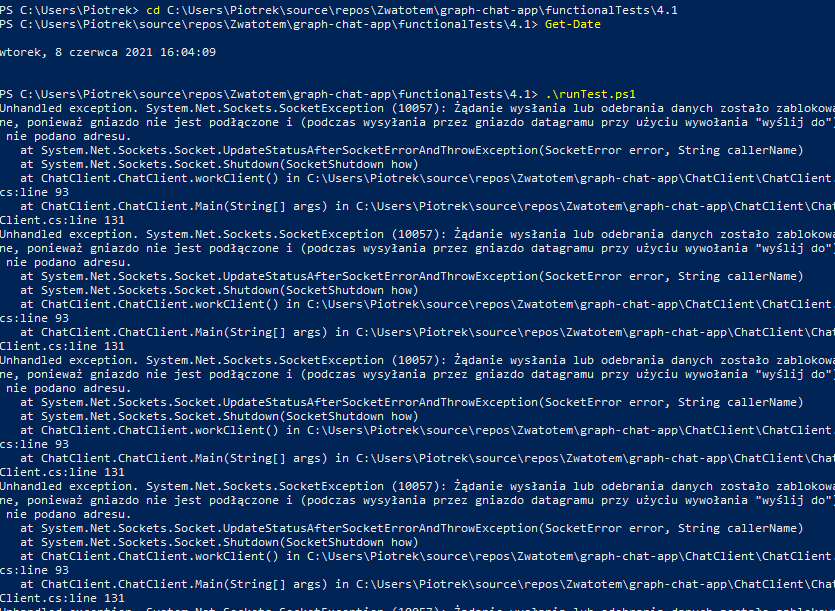 PS C:\Users\Piotrek> cd C:\Users\Piotrek\source\repos\Zwatotem\graph-chat-app\functionalTests\4.1
PS C:\Users\Piotrek\source\repos\Zwatotem\graph-chat-app\functionalTests\4.1> Get-Date
wtorek, 8 czerwca 2021 16:04:09
PS C:\Users\Piotrek\source\repos\Zwatotem\graph-chat-app\functionalTests\4.1> .\runTest.ps1
Unhandled exception. System.Net.Sockets.SocketException (10057): Żądanie wysłania lub odebrania danych zostało zablokowa
ne, ponieważ gniazdo nie jest podłączone i (podczas wysyłania przez gniazdo datagramu przy użyciu wywołania "wyślij do")
nie podano adresu.
at System.Net.Sockets.Socket.UpdateStatusAfterSocketErrorAndThrowException(SocketError error, String callerName)
at System.Net.Sockets.Socket.Shutdown(SocketShutdown how)
at ChatClient.ChatClient.workClient() in C:\Users\Piotrek\source\repos\Zwatotem\graph-chat-app\ChatClient\ChatClient.
cs:line 93
at ChatClient.ChatClient.Main(String[] args) in C:\Users\Piotrek\source\repos\Zwatotem\graph-chat-app\ChatClient\Chat
Client.cs:line 131
Unhandled exception. System.Net.Sockets.SocketException (10057): Żądanie wysłania lub odebrania danych zostało zablokowa
ne, ponieważ gniazdo nie jest podłączone i (podczas wysyłania przez gniazdo datagramu przy użyciu wywołania "wyślij do")
nie podano adresu.
at System.Net.Sockets.Socket.UpdateStatusAfterSocketErrorAndThrowException(SocketError error, String callerName)
at System.Net.Sockets.Socket.Shutdown(SocketShutdown how)
at ChatClient.ChatClient.workClient() in C:\Users\Piotrek\source\repos\Zwatotem\graph-chat-app\ChatClient\ChatClient.
cs:line 93
at ChatClient.ChatClient.Main(String[] args) in C:\Users\Piotrek\source\repos\Zwatotem\graph-chat-app\ChatClient\Chat
Client.cs:line 131
Unhandled exception. System.Net.Sockets.SocketException (10057): Żądanie wysłania lub odebrania danych zostało zablokowa
ne, ponieważ gniazdo nie jest podłączone i (podczas wysyłania przez gniazdo datagramu przy użyciu wywołania "wyślij do")
nie podano adresu.
at System.Net.Sockets.Socket.UpdateStatusAfterSocketErrorAndThrowException(SocketError error, String callerName)
at System.Net.Sockets.Socket.Shutdown(SocketShutdown how)
at ChatClient.ChatClient.workClient() in C:\Users\Piotrek\source\repos\Zwatotem\graph-chat-app\ChatClient\ChatClient.
cs:line 93
at ChatClient.ChatClient.Main(String[] args) in C:\Users\Piotrek\source\repos\Zwatotem\graph-chat-app\ChatClient\Chat
Client.cs:line 131
Unhandled exception. System.Net.Sockets.SocketException (10057): Żądanie wysłania lub odebrania danych zostało zablokowa
ne, ponieważ gniazdo nie jest podłączone i (podczas wysyłania przez gniazdo datagramu przy użyciu wywołania "wyślij do")
nie podano adresu.
at System.Net.Sockets.Socket.UpdateStatusAfterSocketErrorAndThrowException(SocketError error, String callerName)
at System.Net.Sockets.Socket.Shutdown(SocketShutdown how)
at ChatClient.ChatClient.workClient() in C:\Users\Piotrek\source\repos\Zwatotem\graph-chat-app\ChatClient\ChatClient.
cs:line 93
at ChatClient.ChatClient.Main(String[] args) in C:\Users\Piotrek\source\repos\Zwatotem\graph-chat-app\ChatClient\Chat
Client.cs:line 131